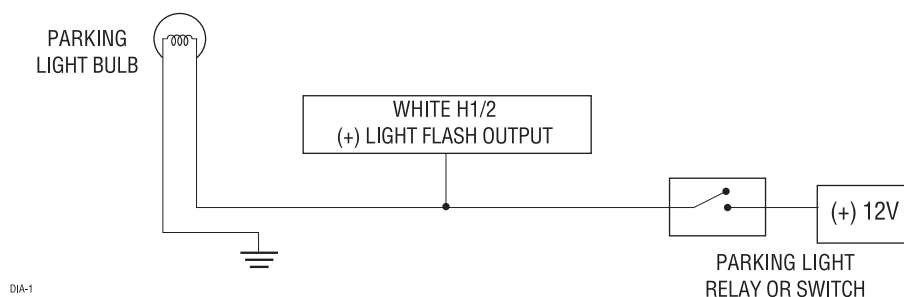 PARKING
LIGHT BULB
WHITE H1/2
(+) LIGHT FLASH OUTPUT
(+) 12V
PARKING LIGHT
RELAY OR SWITCH
DIA-1